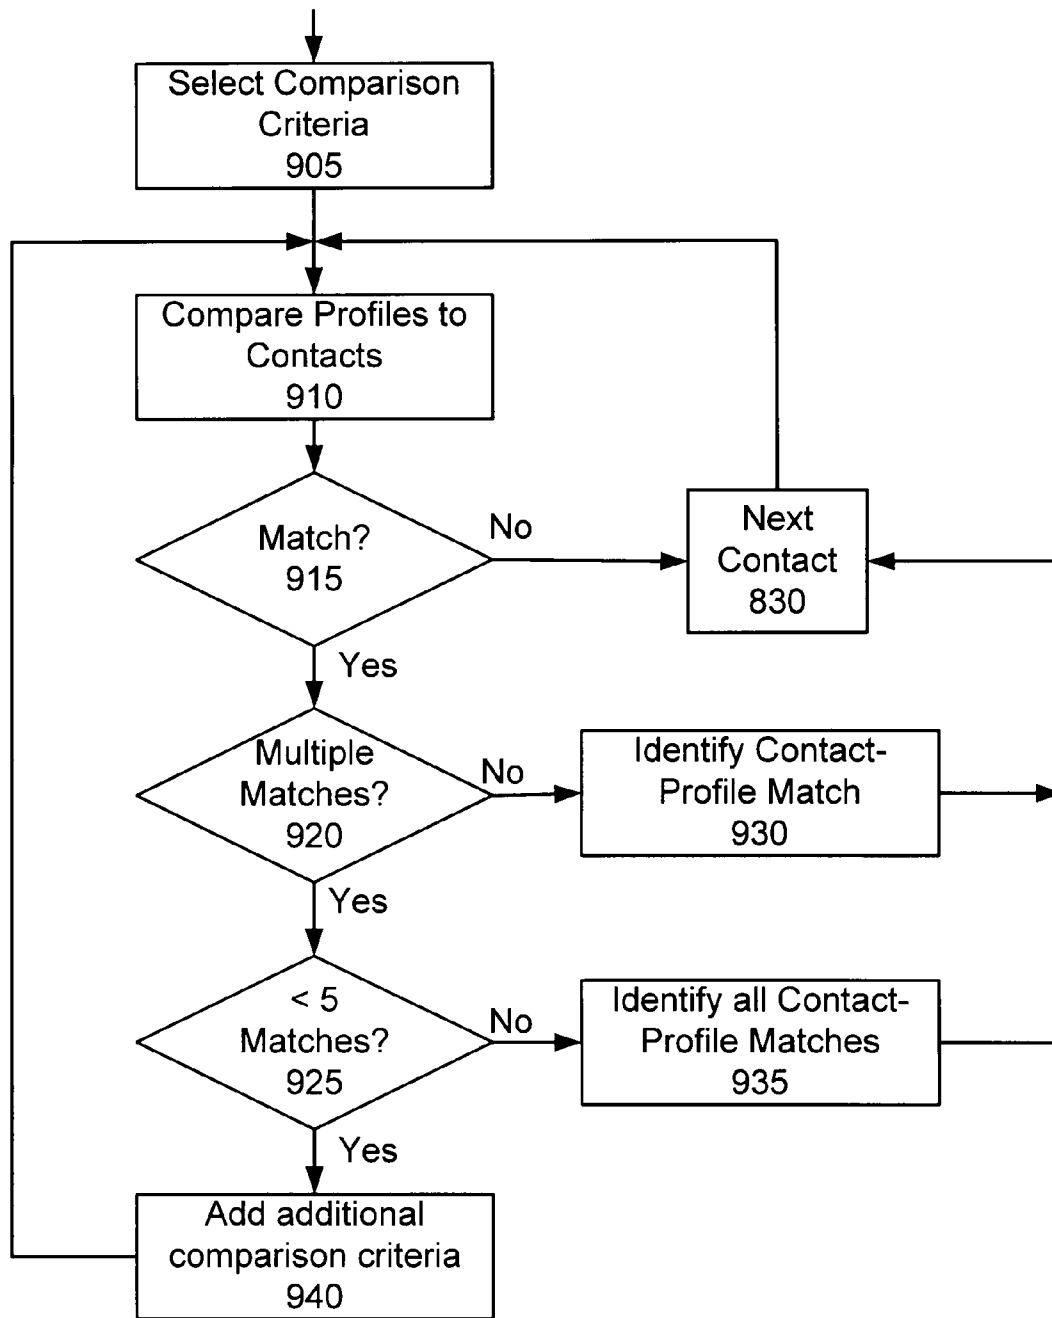 Select Comparison
Criteria
905
Compare Profiles to
Contacts
910
Match?
915
No
Next
Contact
830
Yes
Multiple
Matches?
920
No
Identify Contact-
Profile Match
930
Yes
< 5
Matches?
925
No
Identify all Contact-
Profile Matches
935
Yes
Add additional
comparison criteria
940